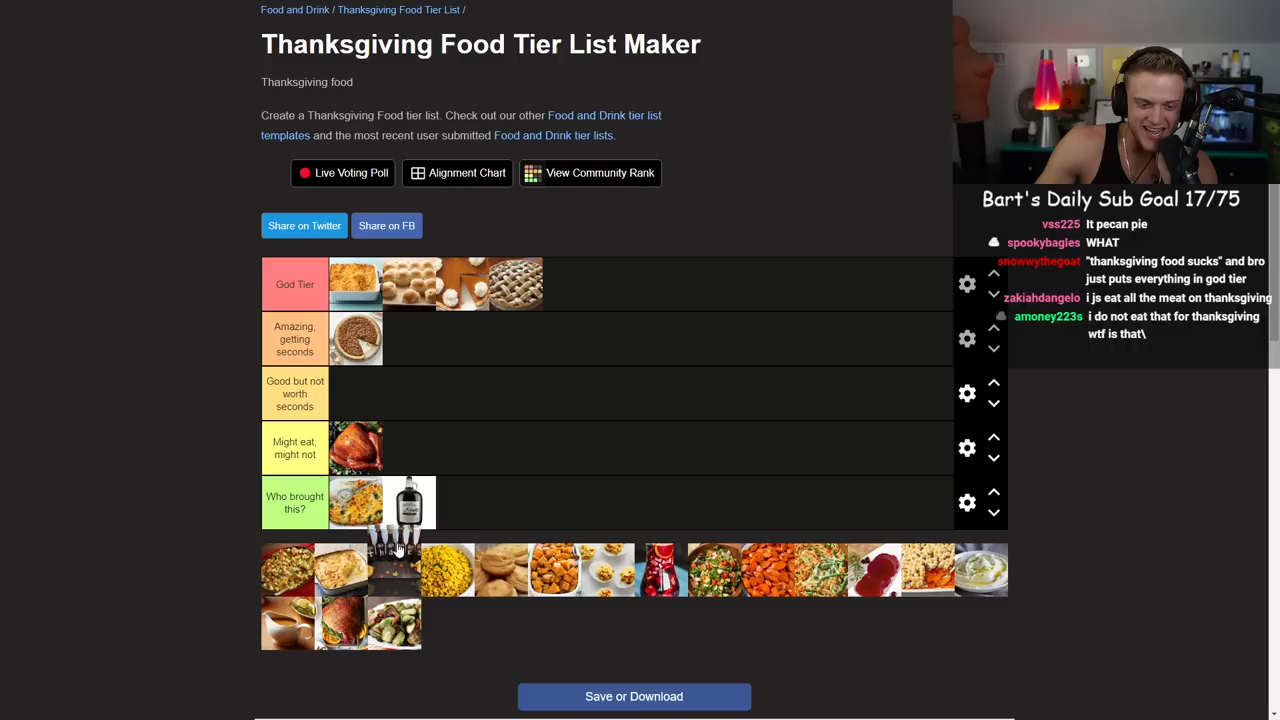 Food and Drink / Thanksgiving Food Tier List /
Thanksgiving Food Tier List Maker
Thanksgiving food
Create a Thanksgiving Food tier list. Check out our other Food and Drink tier list
templates and the most recent user submitted Food and Drink tier lists.
Live Voting Poll
Alignment Chart
View Community Rank
Share on Twitter
Share on FB
God Tier
Amazing,
getting
seconds
Good but not
worth
seconds
Might eat,
might not
Who brought
this?
Save or Download
Bart's Daily Sub Goal 17/75
vss225 It pecan pie
spookybagles WHAT
snowwythegoat "thanksgiving food sucks" and bro
just puts everything in god tier
zakiahdangelo i js eat all the meat on thanksgiving
amoney223s i do not eat that for thanksgiving
wtf is that\